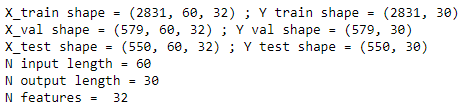 X_train shape = (2831, 60, 32) ; Y train shape = (2831, 30)
X_val shape = (579, 60, 32) ; Y val shape = (579, 30)
X_test shape = (550, 60, 32) ; Y test shape = (550, 30)
N input length = 60
N output length = 30
N features =  32